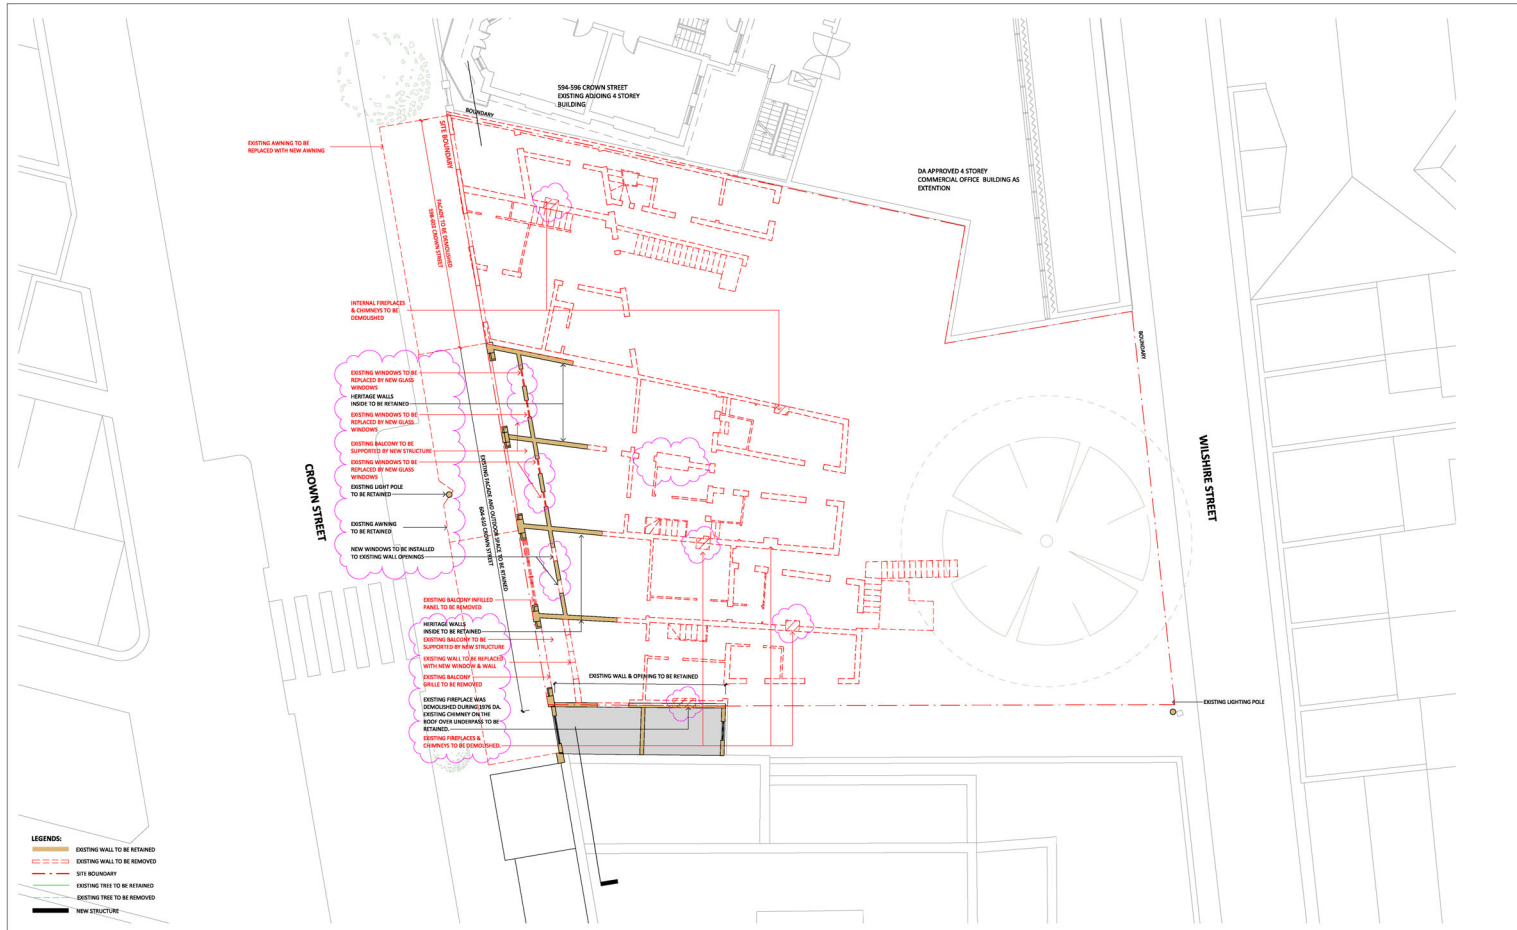 594-596 CROWN STREET
EXISTING ADJOING 4 STOREY
BUILDING
BOUNDARY
SITE BOUNDARY
EXISTING AWNING TO BE
REPLACED WITH NEW AWNING
DA APPROVED 4 STOREY
COMMERCIAL OFFICE BUILDING AS
EXTENTION
FACADE TO BE DEMOLISHED
598-602 CROWN STREET
INTERNAL FIREPLACES
& CHIMNEYS TO BE
DEMOLISHED
BOUNDARY
EXISTING WINDOWS TO BE
REPLACED BY NEW GLASS
WINDOWS
HERITAGE WALLS
INSIDE TO BE RETAINED
EXISTING WINDOWS TO BE
REPLACED BY NEW GLASS
WINDOWS
EXISTING BALCONY TO BE
SUPPORTED BY NEW STRUCTURE
EXISTING WINDOWS TO BE
REPLACED BY NEW GLASS
WINDOWS
EXISTING LIGHT POLE
TO BE RETAINED
EXISTING AWNING
TO BE RETAINED
NEW WINDOWS TO BE INSTALLED
TO EXISTING WALL OPENINGS
CROWN STREET
WILSHIRE STREET
EXISTING FACADE AND OUTDOOR SPACE TO BE RETAINED
604-610 CROWN STREET
EXISTING BALCONY INFILLED
PANEL TO BE REMOVED
HERITAGE WALLS
INSIDE TO BE RETAINED
EXISTING BALCONY TO BE
SUPPORTED BY NEW STRUCTURE
EXISTING WALL TO BE REPLACED
WITH NEW WINDOW & WALL
EXISTING BALCONY
GRILLE TO BE REMOVED
EXISTING WALL & OPENING TO BE RETAINED
EXISTING FIREPLACE WAS
DEMOLISHED DURING 1976 DA.
EXISTING CHIMNEY ON THE
ROOF OVER UNDERPASS TO BE
RETAINED.
EXISTING FIREPLACES &
CHIMNEYS TO BE DEMOLISHED.
EXISTING LIGHTING POLE
LEGENDS:
EXISTING WALL TO BE RETAINED
EXISTING WALL TO BE REMOVED
SITE BOUNDARY
EXISTING TREE TO BE RETAINED
EXISTING TREE TO BE REMOVED
NEW STRUCTURE